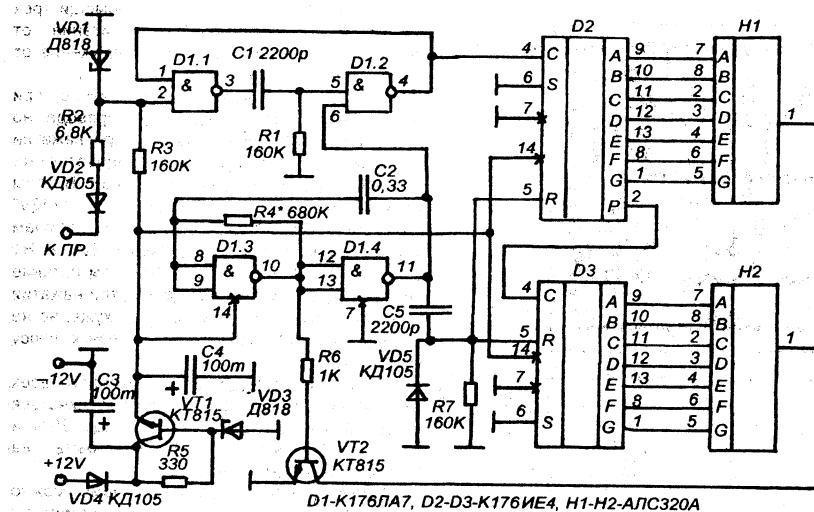 VD1
Д818
R2
6,8K
VD2
КД105
К ПР.
R3
160K
D1.1
1
2
&
3
C1 2200p
R1
160K
D1.2
5
6
&
4
C2
0,33
R4* 680K
D1.3
8
9
&
10
14
D1.4
12
13
&
11
7
C5
2200p
–12V
C3
100m
C4
100m
VT1
КТ815
VD3
Д818
R5
330
+12V
VD4 КД105
R6
1K
VT2
КТ815
VD5
КД105
R7
160K
D2
4 C
6 S
7
14
5 R
A 9
B 10
C 11
D 12
E 13
F 8
G 1
P 2
H1
7 A
8 B
2 C
3 D
4 E
6 F
5 G
1
D3
4 C
5 R
14
7
6 S
A 9
B 10
C 11
D 12
E 13
F 8
G 1
H2
7 A
8 B
2 C
3 D
4 E
6 F
5 G
1
D1-К176ЛА7, D2-D3-К176ИЕ4, H1-H2-АЛС320А